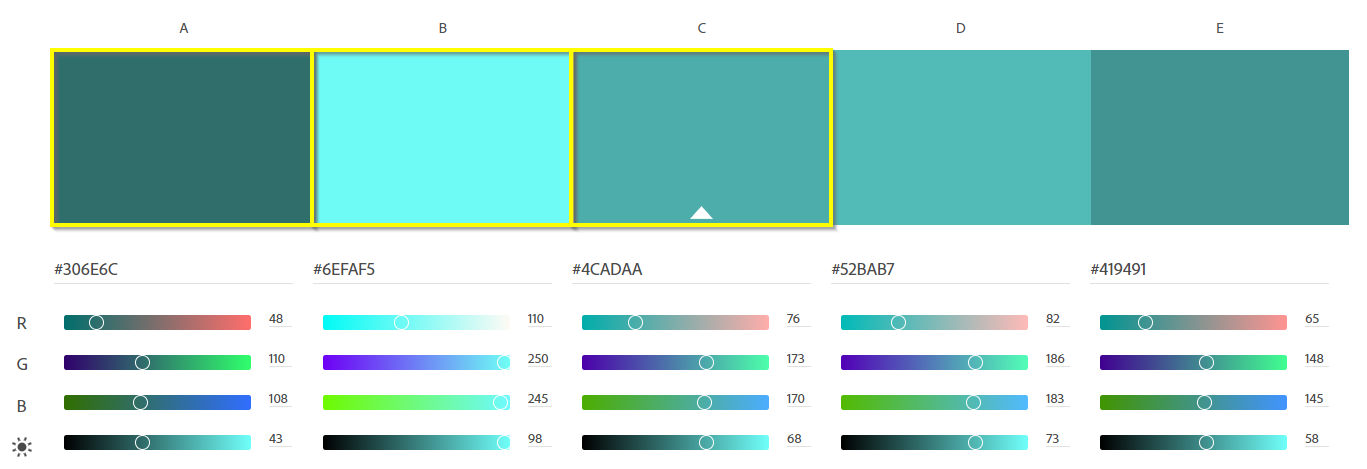 A B C D E
#306E6C #6EFAF5 #4CADAA #52BAB7 #419491
R 48 110 76 82 65
G 110 250 173 186 148
B 108 245 170 183 145
43 98 68 73 58